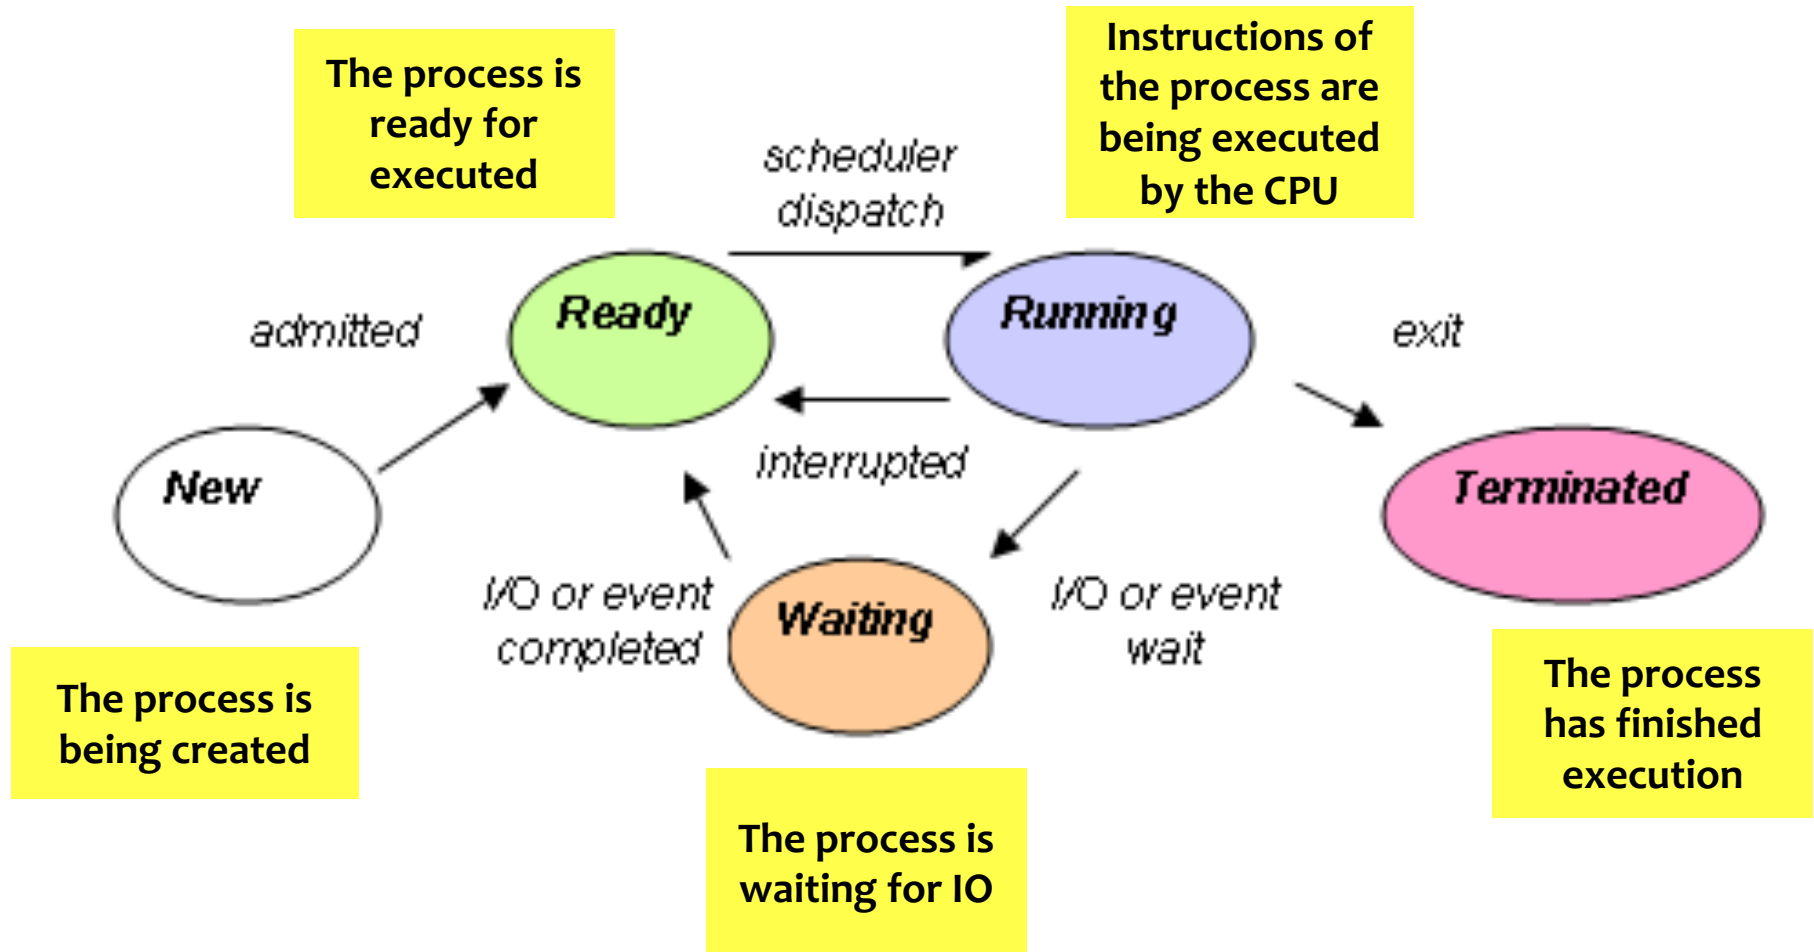 The process is
ready for
executed
Instructions of
the process are
being executed
by the CPU
scheduler
dispatch
Ready
Running
admitted
exit
interrupted
New
Terminated
I/O or event
completed
Waiting
I/O or event
wait
The process is
being created
The process
has finished
execution
The process is
waiting for IO